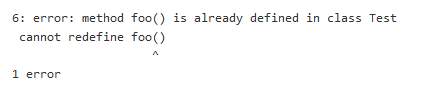 6: error: method foo() is already defined in class Test
cannot redefine foo()
^
1 error